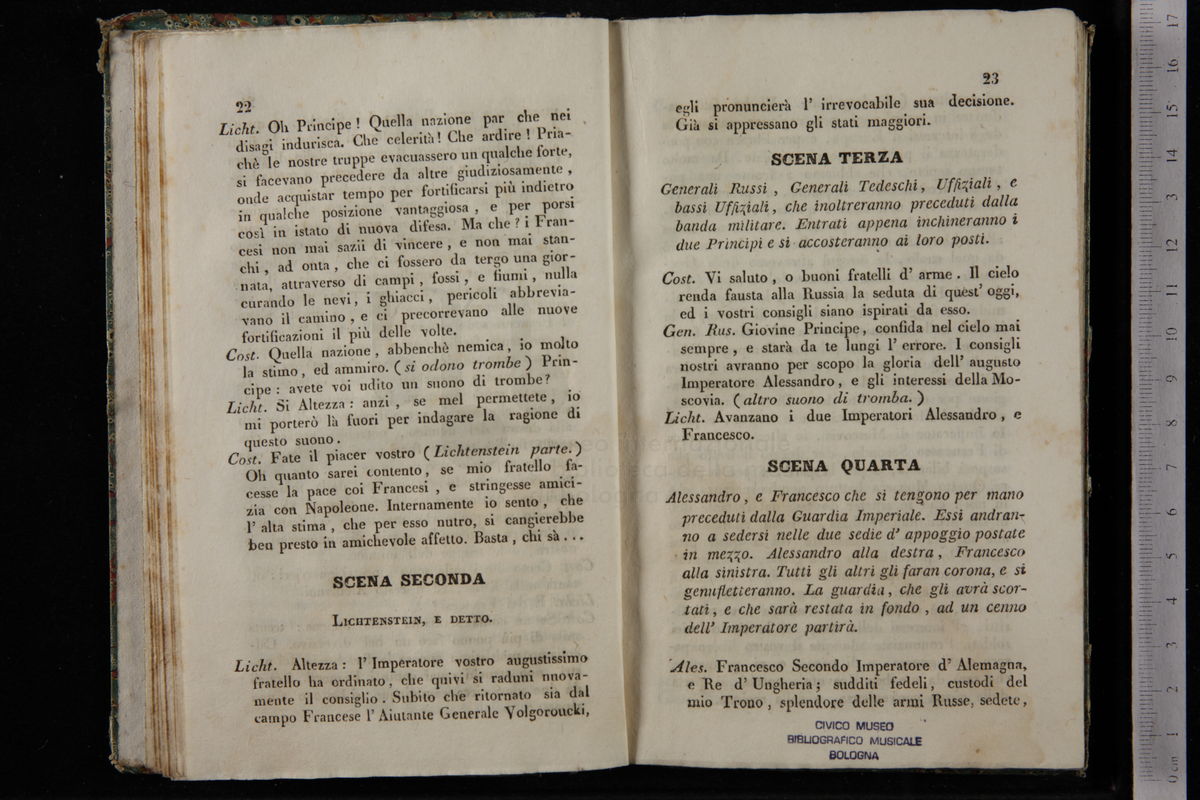 22
Licht. Oh Principe ! Quella nazione par che nei
disagi indurisca. Che celerità ! Che ardire ! Pria-
chè le nostre truppe evacuassero un qualche forte,
si facevano precedere da altre giudiziosamente ,
onde acquistar tempo per fortificarsi più indietro
in qualche posizione vantaggiosa , e per porsi
così in istato di nuova difesa. Ma che ? i Fran-
cesi non mai sazii di vincere , e non mai stan-
chi , ad onta , che ci fossero da tergo una gior-
nata, attraverso di campi , fossi , e fiumi , nulla
curando le nevi, i ghiacci , pericoli abbrevia-
vano il camino , e ci precorrevano alle nuove
fortificazioni il più delle volte.
Cost. Quella nazione , abbenchè nemica, io molto
la stimo, ed ammiro. ( si odono trombe ) Prin-
cipe : avete voi udito un suono di trombe?
Licht. Si Altezza : anzi , se mel permettete, io
mi porterò là fuori per indagare la ragione di
questo suono .
Cost. Fate il piacer vostro ( Lichtenstein parte. )
Oh quanto sarei contento, se mio fratello fa-
cesse la pace coi Francesi , e stringesse amici-
zia con Napoleone. Internamente io sento , che
l' alta stima , che per esso nutro, si cangierebbe
ben presto in amichevole affetto. Basta , chi sà . . .
SCENA SECONDA
LICHTENSTEIN, E DETTO.
Licht. Altezza : l' Imperatore vostro augustissimo
fratello ha ordinato, che quivi si raduni nuova-
mente il consiglio . Subito che ritornato sia dal
campo Francese l' Aiutante Generale Volgoroucki,
23
egli pronuncierà l' irrevocabile sua decisione.
Già si appressano gli stati maggiori.
SCENA TERZA
Generali Russi , Generali Tedeschi, Uffiziali , e
bassi Uffiziali, che inoltreranno preceduti dalla
banda militare. Entrati appena inchineranno i
due Principi e si accosteranno ai loro posti.
Cost. Vi saluto , o buoni fratelli d' arme . Il cielo
renda fausta alla Russia la seduta di quest' oggi,
ed i vostri consigli siano ispirati da esso.
Gen. Rus. Giovine Principe, confida nel cielo mai
sempre , e starà da te lungi l' errore. I consigli
nostri avranno per scopo la gloria dell' augusto
Imperatore Alessandro, e gli interessi della Mo-
scovia. ( altro suono di tromba. )
Licht. Avanzano i due Imperatori Alessandro, e
Francesco.
SCENA QUARTA
Alessandro, e Francesco che si tengono per mano
preceduti dalla Guardia Imperiale. Essi andran-
no a sedersi nelle due sedie d' appoggio postate
in mezzo. Alessandro alla destra , Francesco
alla sinistra. Tutti gli altri gli faran corona, e si
genufletteranno. La guardia, che gli avrà scor-
tati, e che sarà restata in fondo , ad un cenno
dell' Imperatore partirà.
Ales. Francesco Secondo Imperatore d' Alemagna,
e Re d' Ungheria ; sudditi fedeli, custodi del
mio Trono , splendore delle armi Russe, sedete,
CIVICO MUSEO
BIBLIOGRAFICO MUSICALE
BOLOGNA
0 cm 1 2 3 4 5 6 7 8 9 10 11 12 3 14 15 16 17